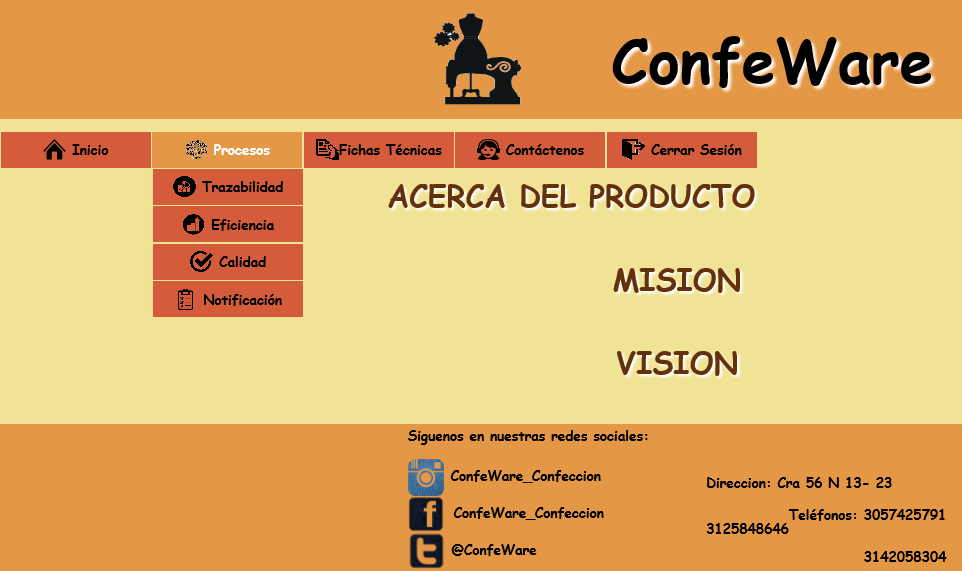 ConfeWare
Inicio
Procesos
Fichas Técnicas
Contáctenos
Cerrar Sesión
Trazabilidad
Eficiencia
Calidad
Notificación
ACERCA DEL PRODUCTO
MISION
VISION
Siguenos en nuestras redes sociales:
ConfeWare_Confeccion
ConfeWare_Confeccion
@ConfeWare
Direccion: Cra 56 N 13- 23
Teléfonos: 3057425791
3125848646
3142058304